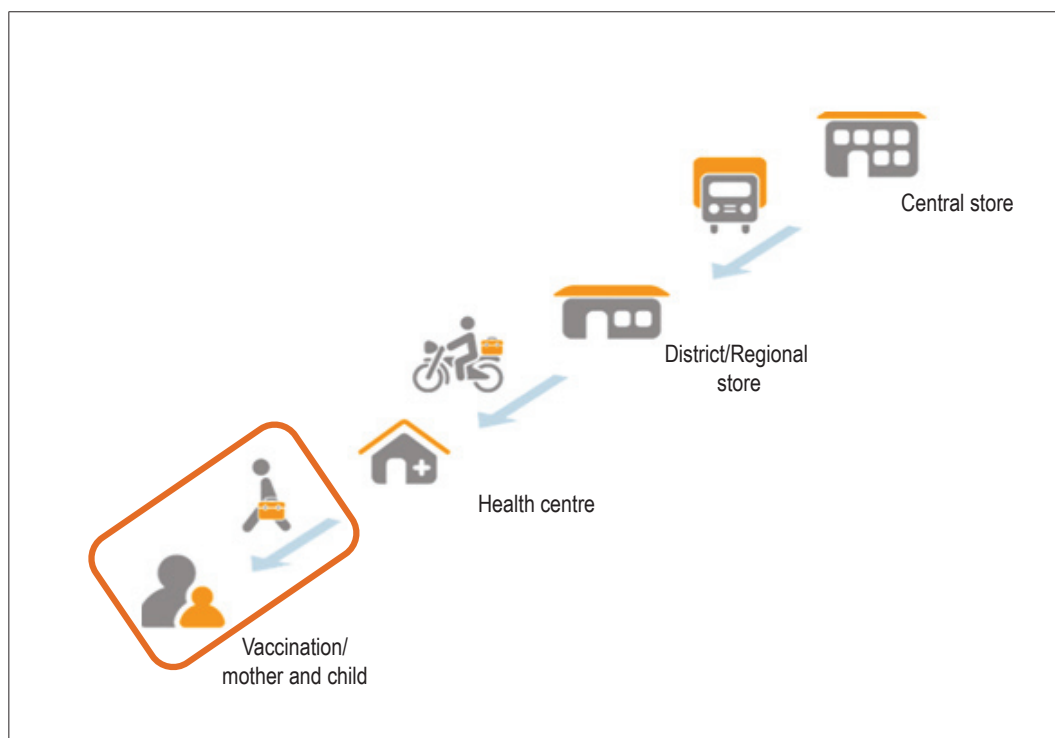 Central store
District/Regional
store
Health centre
Vaccination/
mother and child